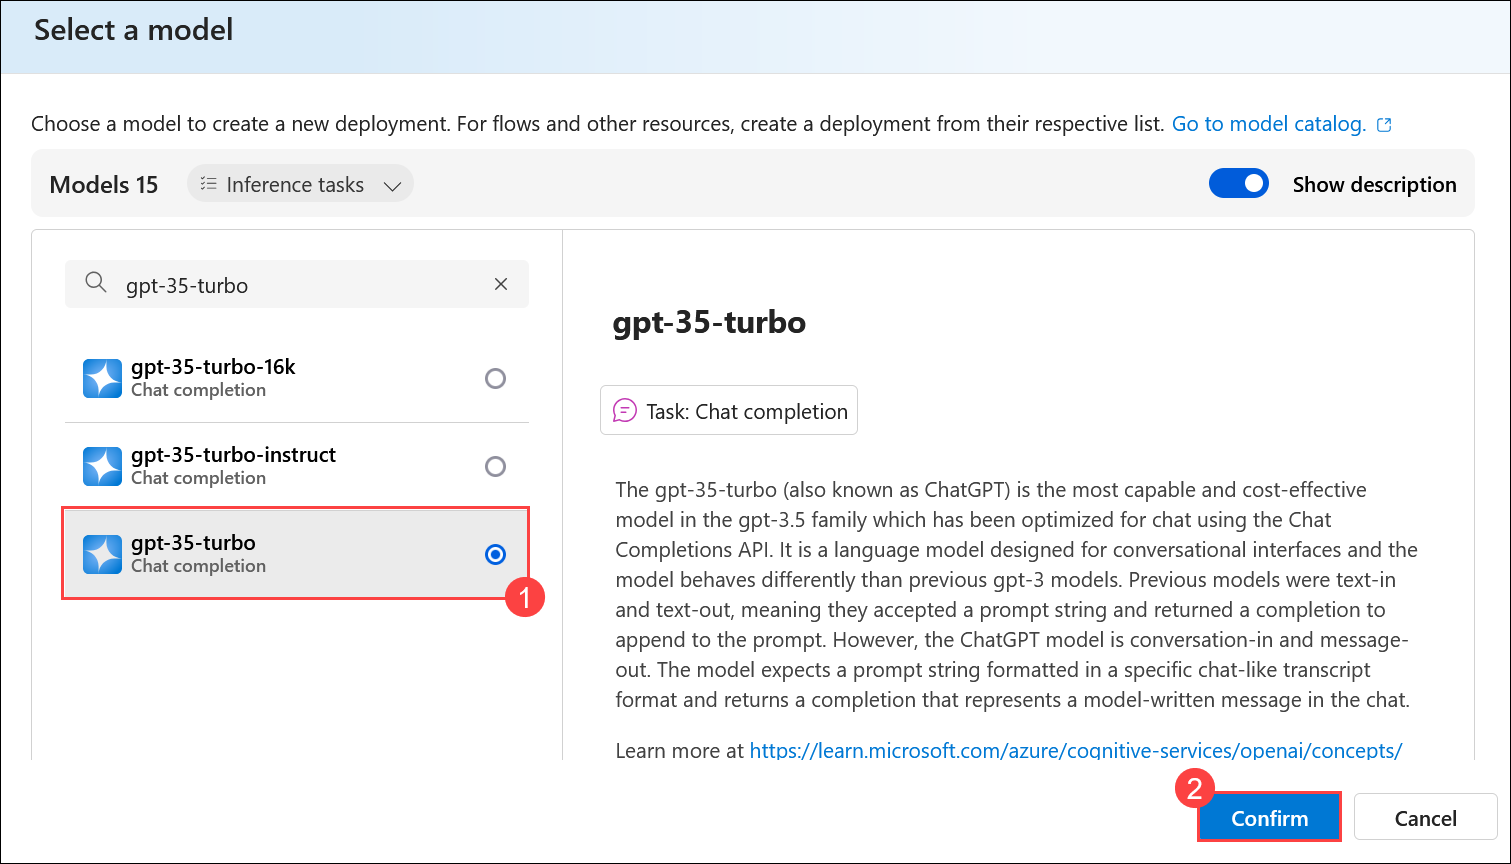 Select a model
Choose a model to create a new deployment. For flows and other resources, create a deployment from their respective list. Go to model catalog.
Models 15
Inference tasks
Show description
gpt-35-turbo
gpt-35-turbo-16k
Chat completion
gpt-35-turbo-instruct
Chat completion
gpt-35-turbo
Chat completion
1
gpt-35-turbo
Task: Chat completion
The gpt-35-turbo (also known as ChatGPT) is the most capable and cost-effective
model in the gpt-3.5 family which has been optimized for chat using the Chat
Completions API. It is a language model designed for conversational interfaces and the
model behaves differently than previous gpt-3 models. Previous models were text-in
and text-out, meaning they accepted a prompt string and returned a completion to
append to the prompt. However, the ChatGPT model is conversation-in and message-
out. The model expects a prompt string formatted in a specific chat-like transcript
format and returns a completion that represents a model-written message in the chat.
Learn more at https://learn.microsoft.com/azure/cognitive-services/openai/concepts/
2
Confirm
Cancel